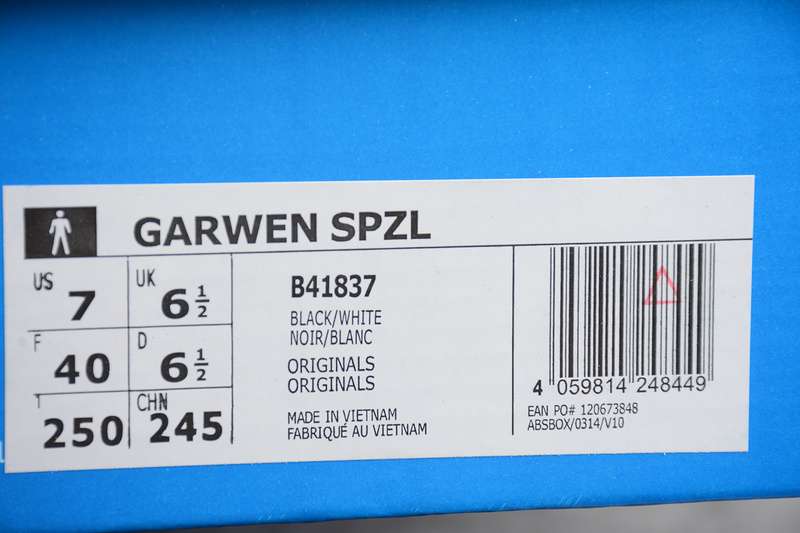 GARWEN SPZL
US 7 UK 6 1/2
F 40 D 6 1/2
250 CHN 245
B41837
BLACK/WHITE
NOIR/BLANC
ORIGINALS
ORIGINALS
MADE IN VIETNAM
FABRIQUÉ AU VIETNAM
4 059814 248449
EAN PO# 120673848
ABSBOX/0314/V10